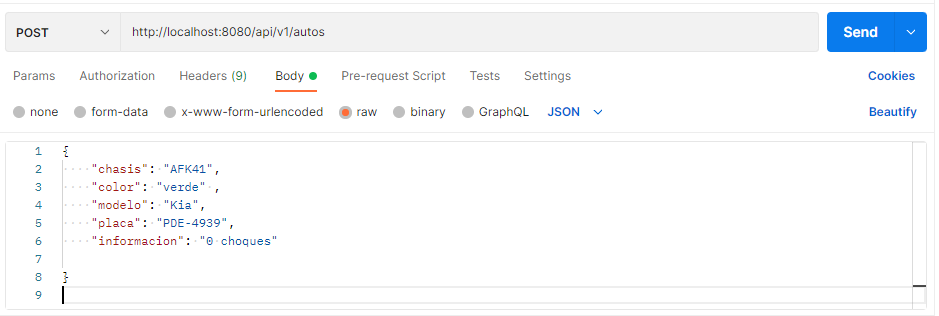 POST http://localhost:8080/api/v1/autos Send
Params Authorization Headers (9) Body Pre-request Script Tests Settings Cookies
none form-data x-www-form-urlencoded raw binary GraphQL JSON Beautify
1 {
2 "chasis": "AFK41",
3 "color": "verde" ,
4 "modelo": "Kia",
5 "placa": "PDE-4939",
6 "informacion": "0 choques"
7
8 }
9